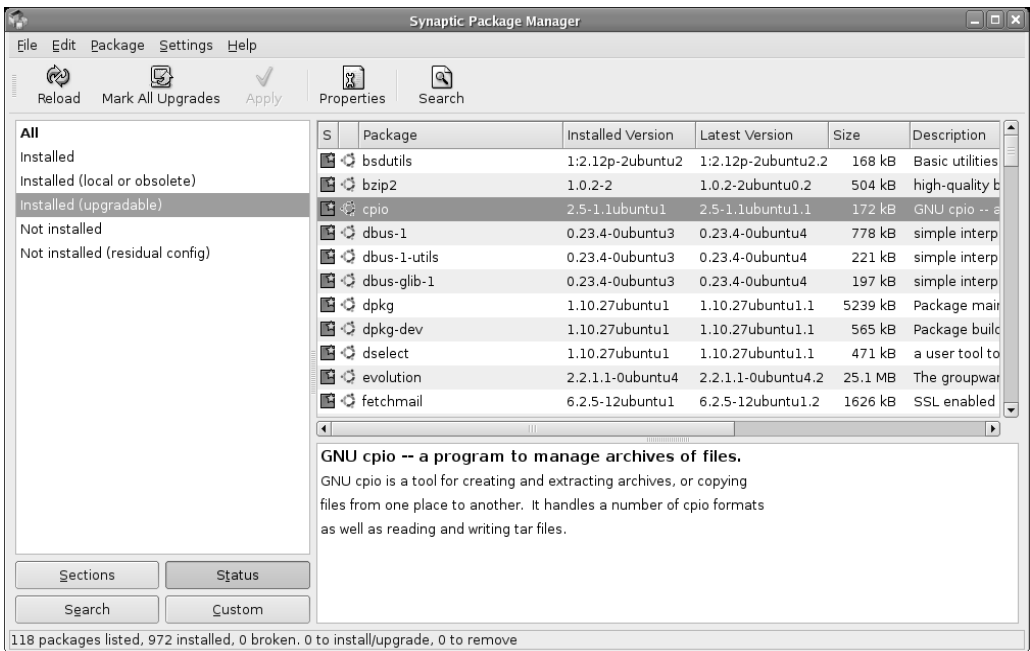 Synaptic Package Manager
File Edit Package Settings Help
Reload Mark All Upgrades Apply Properties Search
All
Installed
Installed (local or obsolete)
Installed (upgradable)
Not installed
Not installed (residual config)
S Package Installed Version Latest Version Size Description
bsdutils 1:2.12p-2ubuntu2 1:2.12p-2ubuntu2.2 168 kB Basic utilities
bzip2 1.0.2-2 1.0.2-2ubuntu0.2 504 kB high-quality b
cpio 2.5-1.1ubuntu1 2.5-1.1ubuntu1.1 172 kB GNU cpio -- a
dbus-1 0.23.4-0ubuntu3 0.23.4-0ubuntu4 778 kB simple interp
dbus-1-utils 0.23.4-0ubuntu3 0.23.4-0ubuntu4 221 kB simple interp
dbus-glib-1 0.23.4-0ubuntu3 0.23.4-0ubuntu4 197 kB simple interp
dpkg 1.10.27ubuntu1 1.10.27ubuntu1.1 5239 kB Package main
dpkg-dev 1.10.27ubuntu1 1.10.27ubuntu1.1 565 kB Package build
dselect 1.10.27ubuntu1 1.10.27ubuntu1.1 471 kB a user tool to
evolution 2.2.1.1-0ubuntu4 2.2.1.1-0ubuntu4.2 25.1 MB The groupwar
fetchmail 6.2.5-12ubuntu1 6.2.5-12ubuntu1.2 1626 kB SSL enabled
GNU cpio -- a program to manage archives of files.
GNU cpio is a tool for creating and extracting archives, or copying
files from one place to another. It handles a number of cpio formats
as well as reading and writing tar files.
Sections Status
Search Custom
118 packages listed, 972 installed, 0 broken. 0 to install/upgrade, 0 to remove